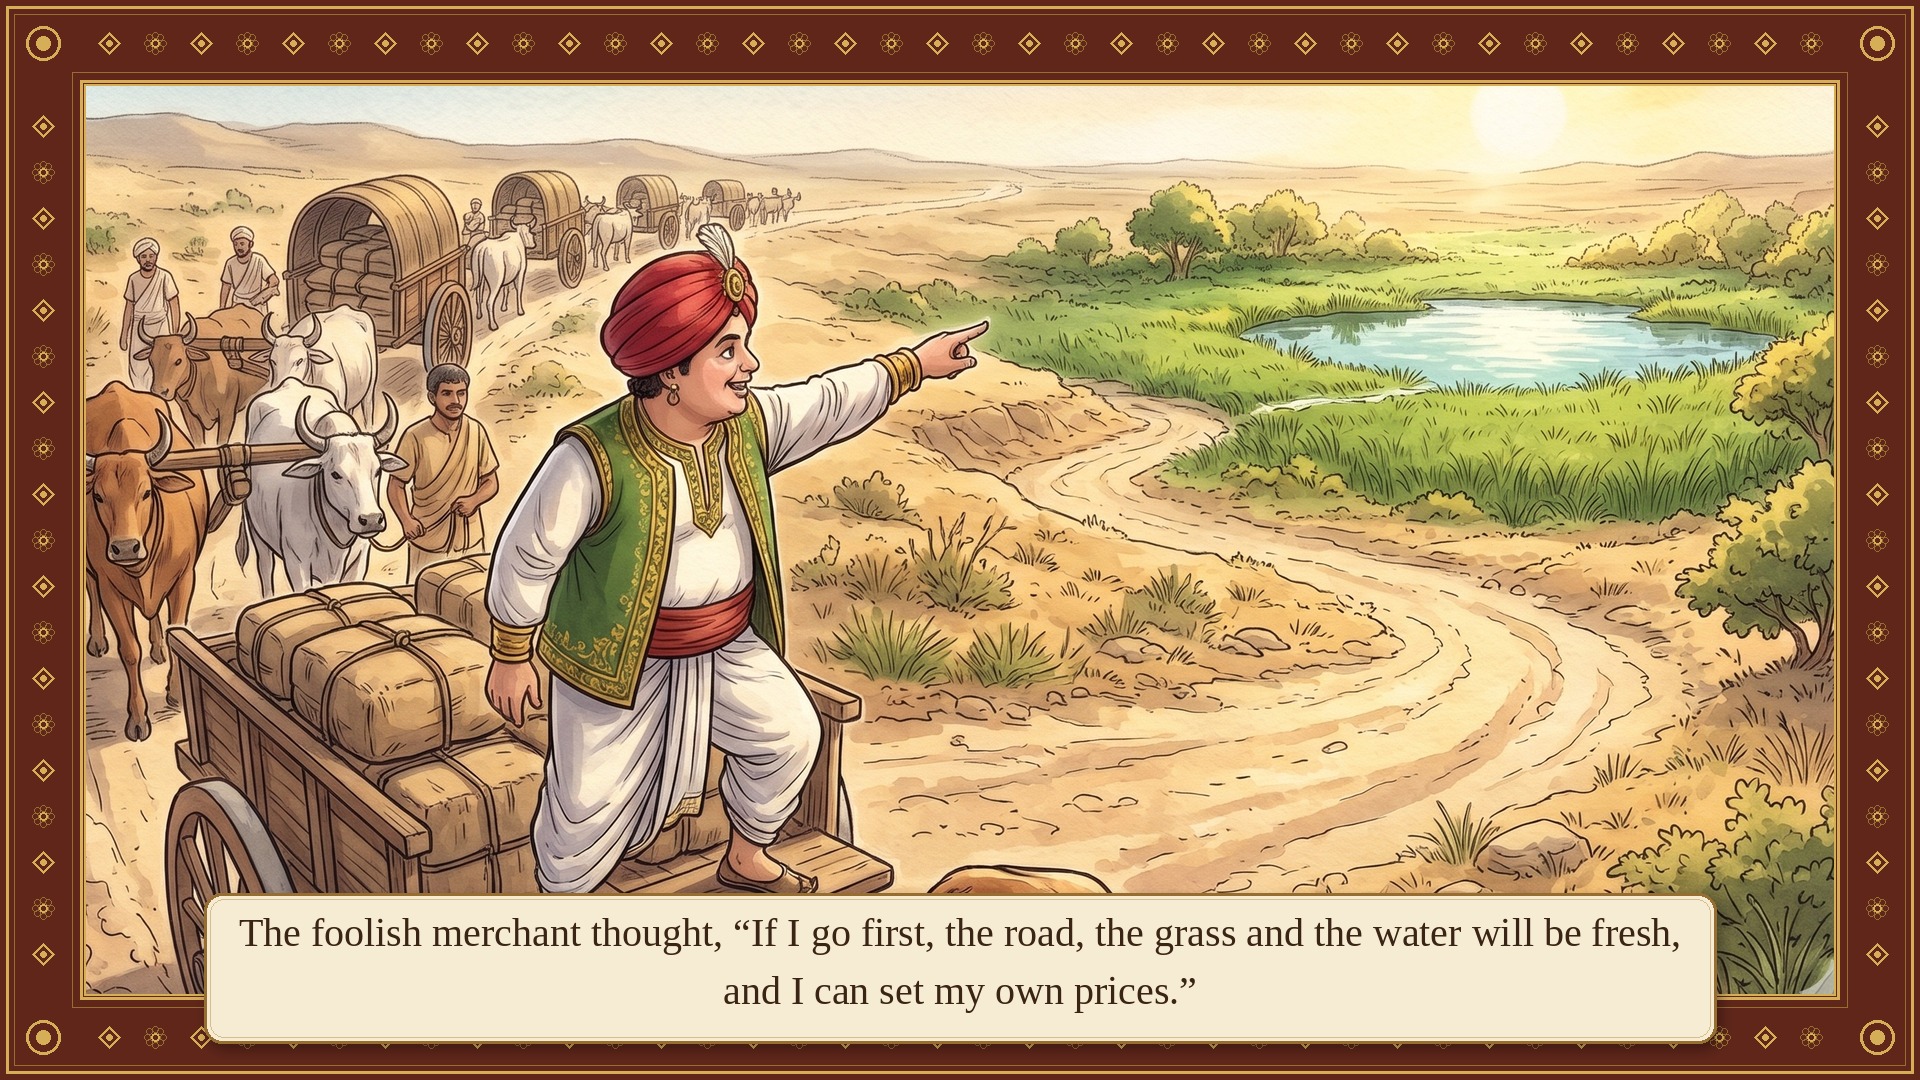 The foolish merchant thought, “If I go first, the road, the grass and the water will be fresh,
and I can set my own prices.”